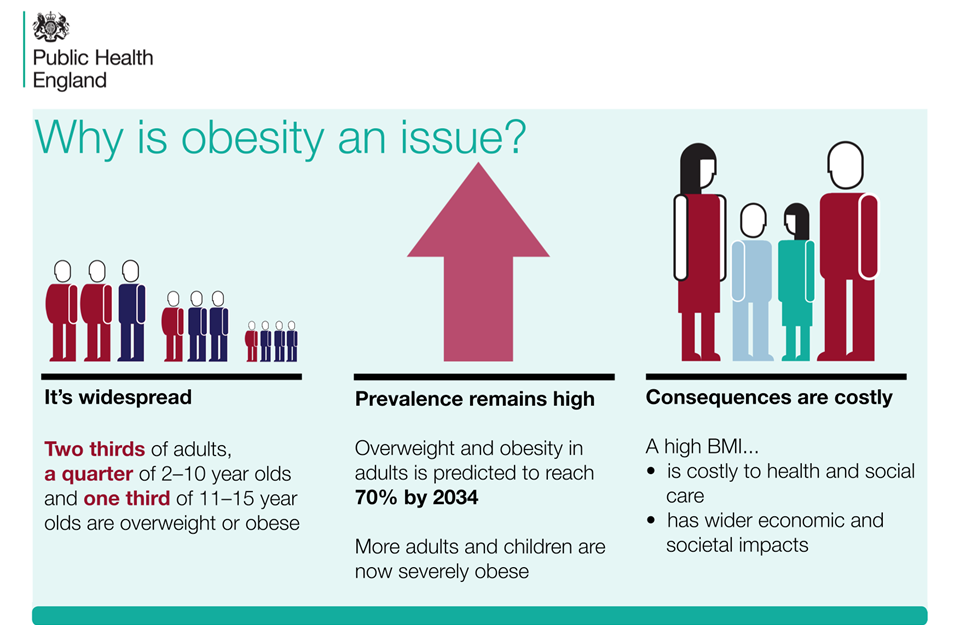 Public Health
England
Why is obesity an issue?
It’s widespread
Two thirds of adults,
a quarter of 2–10 year olds
and one third of 11–15 year
olds are overweight or obese
Prevalence remains high
Overweight and obesity in
adults is predicted to reach
70% by 2034
More adults and children are
now severely obese
Consequences are costly
A high BMI...
• is costly to health and social
care
• has wider economic and
societal impacts